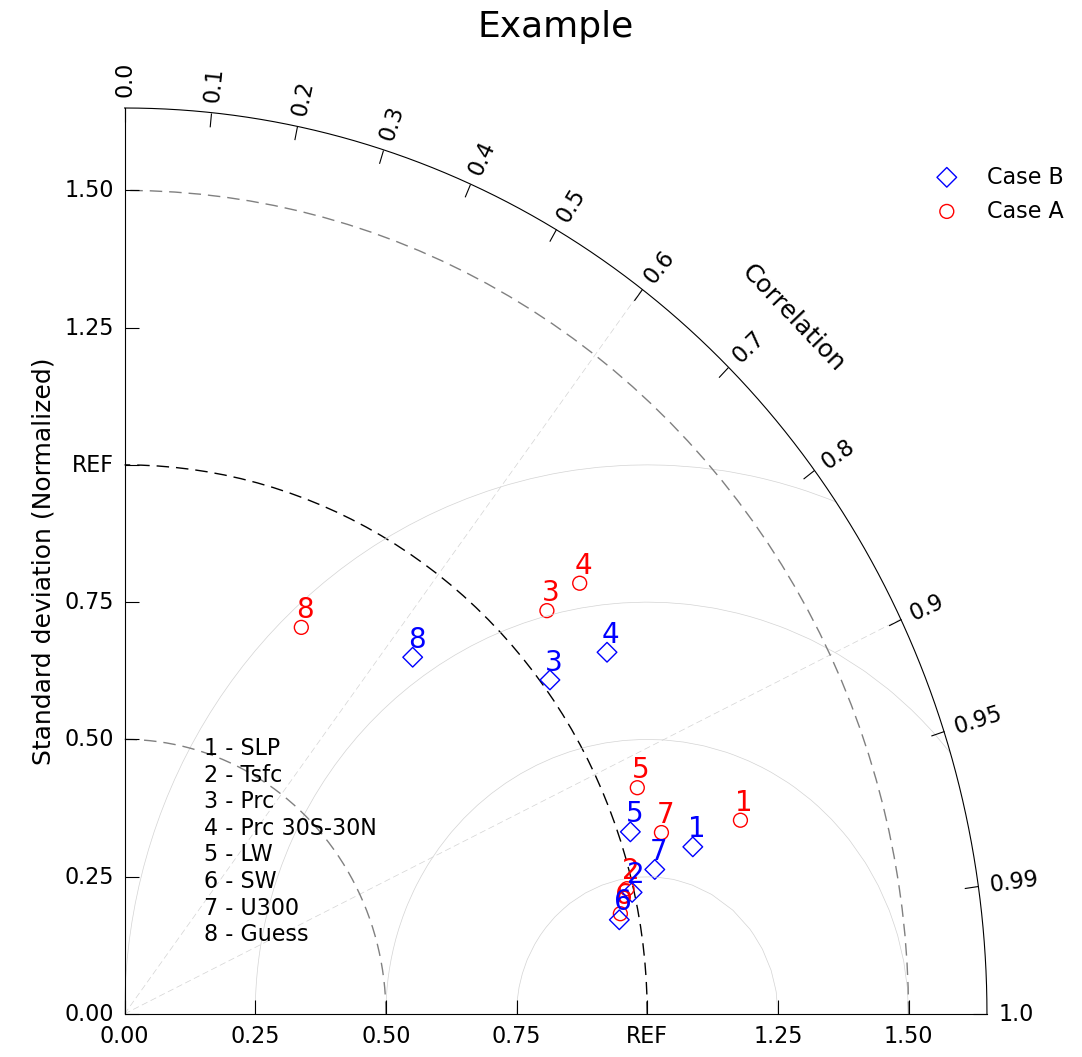 Example
0.0
0.1
0.2
0.3
0.4
0.5
0.6
0.7
0.8
0.9
0.95
0.99
1.0
Correlation
Case B
Case A
Standard deviation (Normalized)
1.50
1.25
REF
0.75
0.50
0.25
0.00
8
3
4
8
3
4
5
7
1
5
7
1
2
2
6
6
1 - SLP
2 - Tsfc
3 - Prc
4 - Prc 30S-30N
5 - LW
6 - SW
7 - U300
8 - Guess
0.00 0.25 0.50 0.75 REF 1.25 1.50